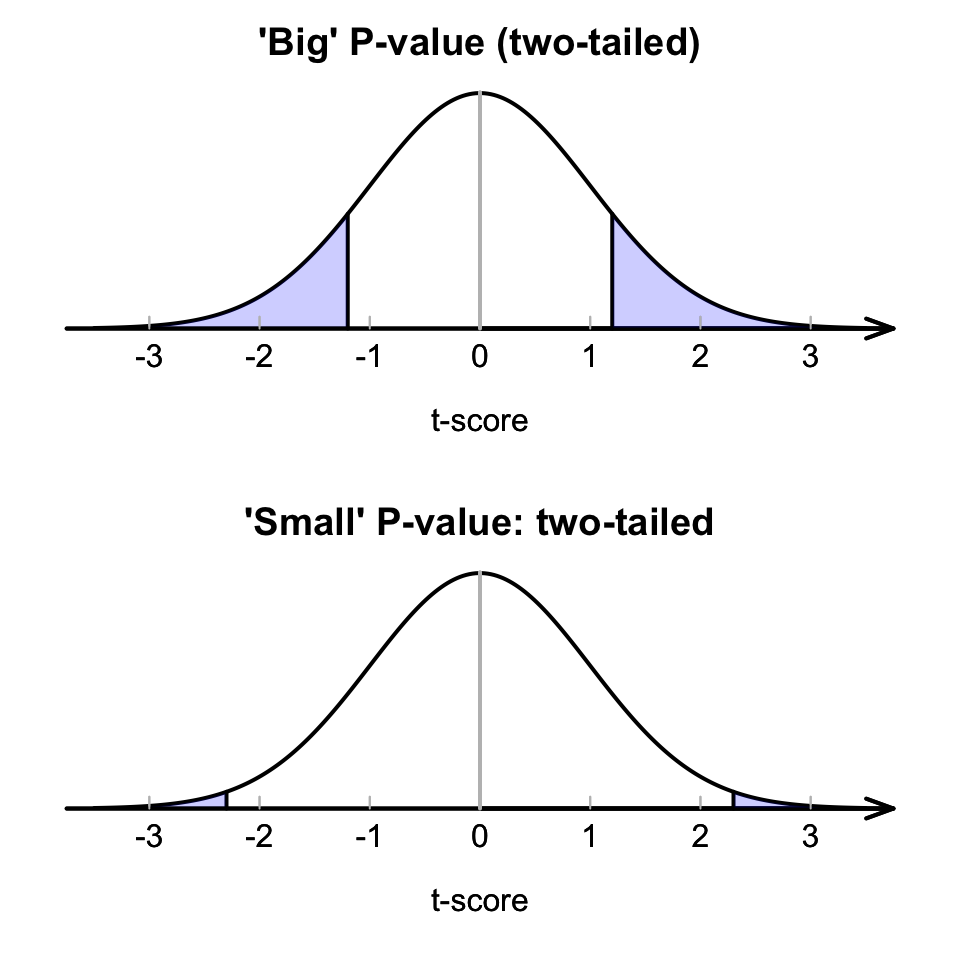 'Big' P-value (two-tailed)
-3 -2 -1 0 1 2 3
t-score
'Small' P-value: two-tailed
-3 -2 -1 0 1 2 3
t-score